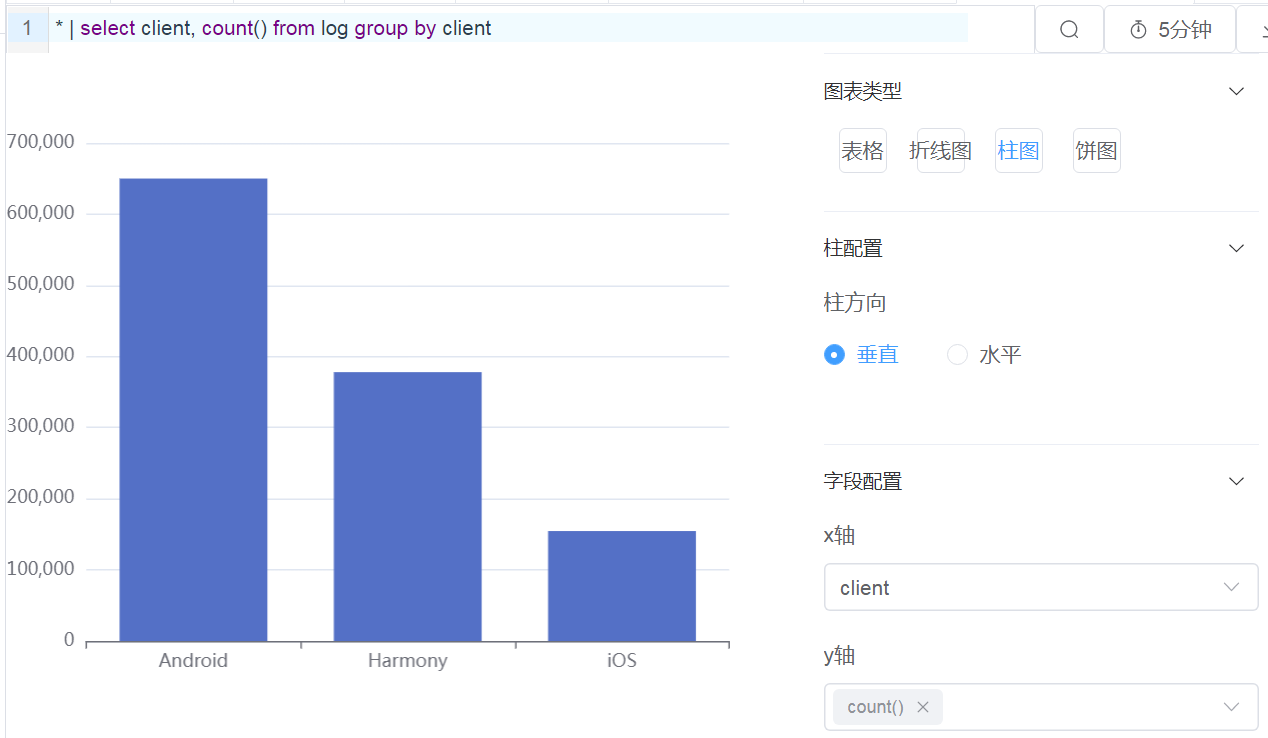 1 * | select client, count() from log group by client
5分钟
图表类型
表格 折线图 柱图 饼图
柱配置
柱方向
垂直 水平
字段配置
x轴
client
y轴
count()
700,000
600,000
500,000
400,000
300,000
200,000
100,000
0
Android Harmony iOS